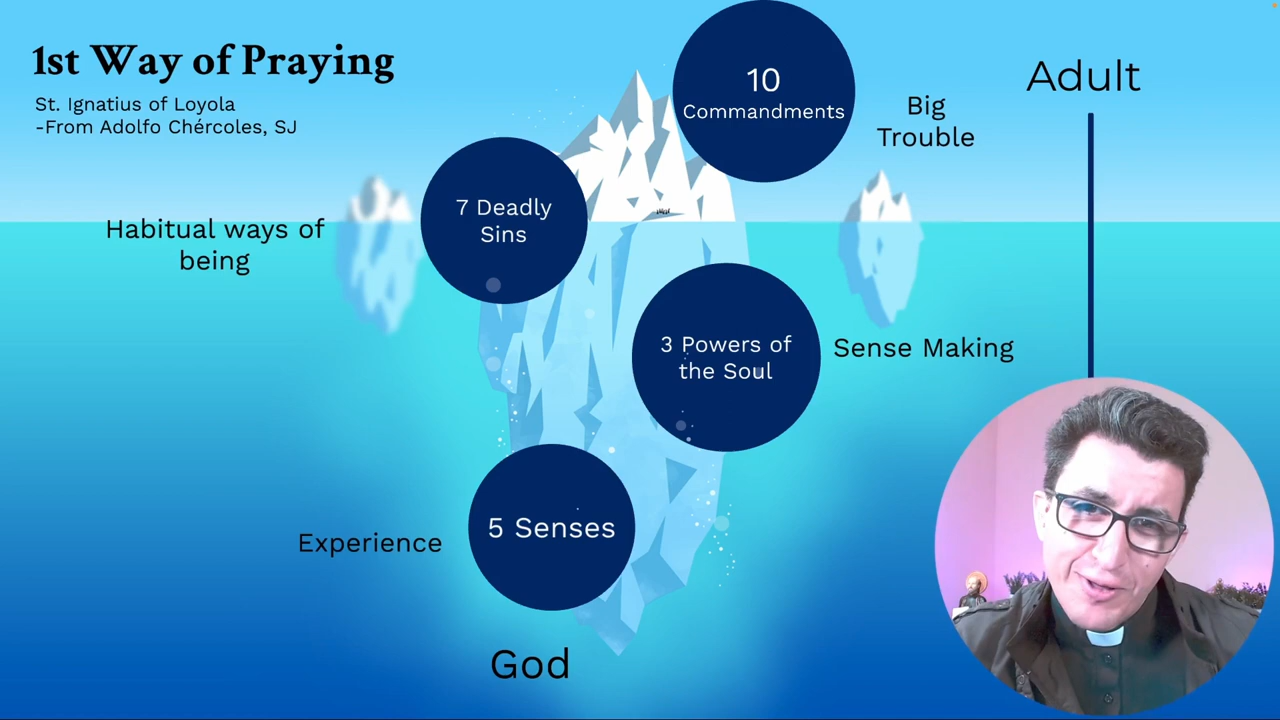 1st Way of Praying
St. Ignatius of Loyola
-From Adolfo Chércoles, SJ
10
Commandments
Adult
Big
Trouble
7 Deadly
Sins
Habitual ways of
being
3 Powers of
the Soul
Sense Making
5 Senses
Experience
God